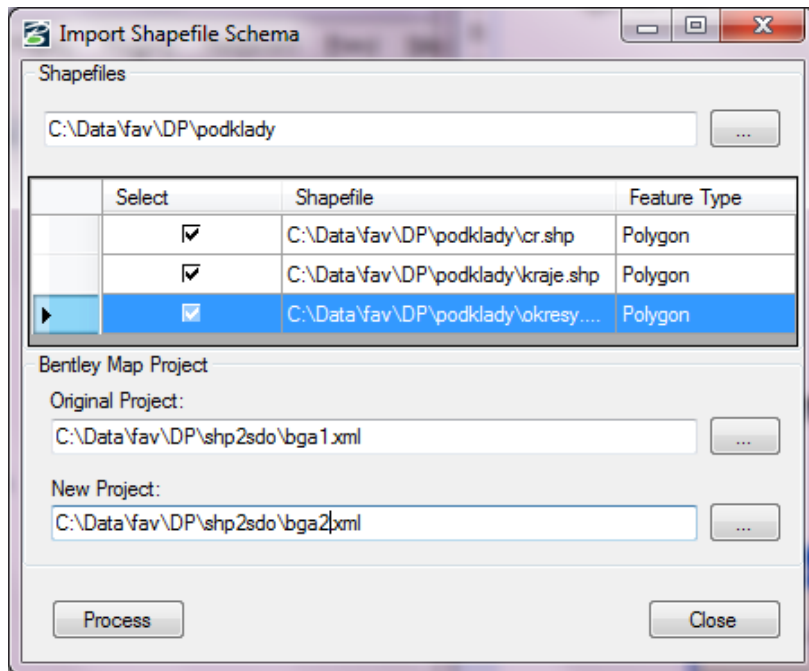 Import Shapefile Schema
Shapefiles
C:\Data\fav\DP\podklady
...
Select Shapefile Feature Type
C:\Data\fav\DP\podklady\cr.shp Polygon
C:\Data\fav\DP\podklady\kraje.shp Polygon
C:\Data\fav\DP\podklady\okresy.... Polygon
Bentley Map Project
Original Project:
C:\Data\fav\DP\shp2sdo\bga1.xml
...
New Project:
C:\Data\fav\DP\shp2sdo\bga2.xml
...
Process Close